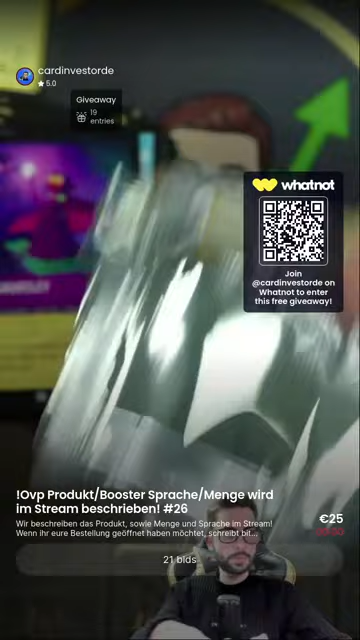 cardinvestorde
★ 5.0
Giveaway
19
entries
whatnot
Join
@cardinvestorde on
Whatnot to enter
this free giveaway!
!Ovp Produkt/Booster Sprache/Menge wird
im Stream beschrieben! #26
€25
Wir beschreiben das Produkt, sowie Menge und Sprache im Stream!
Wenn ihr eure Bestellung geöffnet haben möchtet, schreibt bit...
21 bids